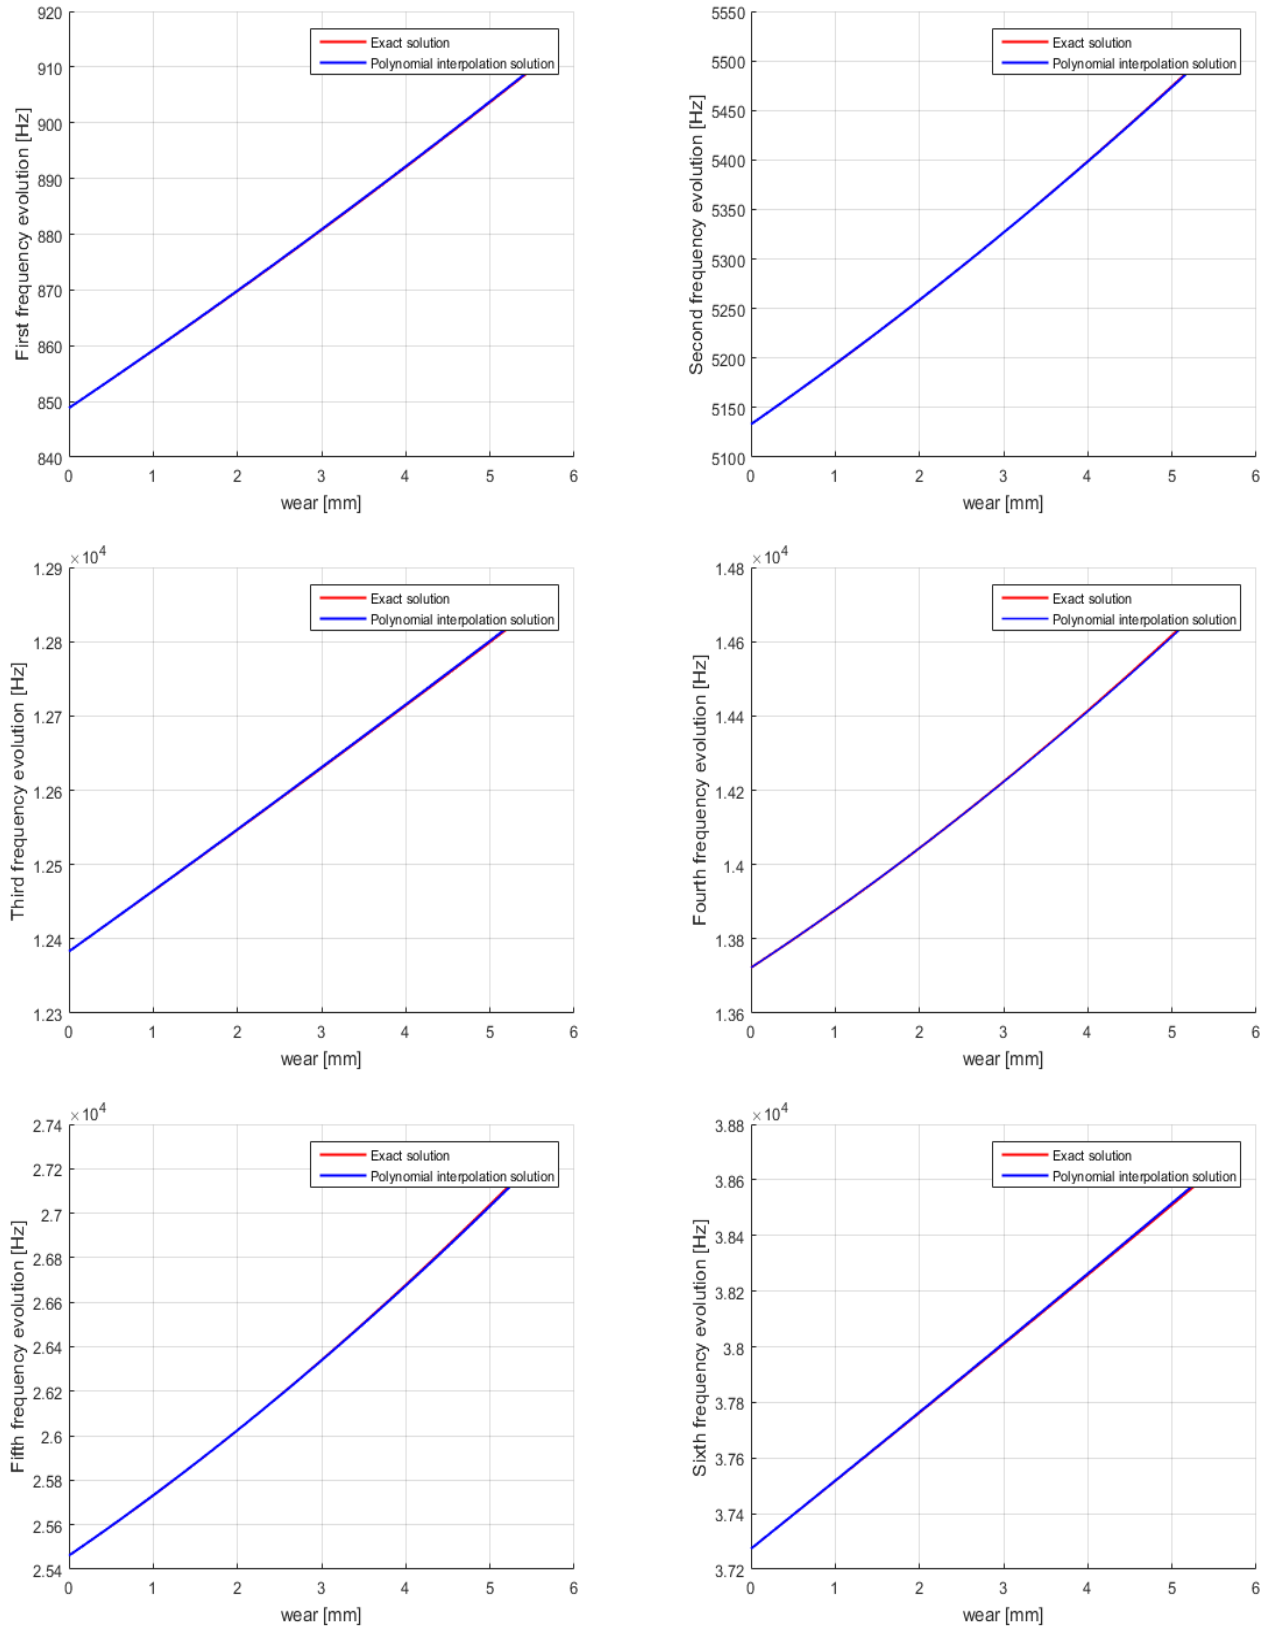 920
910
900
890
880
870
860
850
840
First frequency evolution [Hz]
Exact solution
Polynomial interpolation solution
0 1 2 3 4 5 6
wear [mm]
5550
5500
5450
5400
5350
5300
5250
5200
5150
5100
Second frequency evolution [Hz]
Exact solution
Polynomial interpolation solution
0 1 2 3 4 5 6
wear [mm]
×10⁴
1.29
1.28
1.27
1.26
1.25
1.24
1.23
Third frequency evolution [Hz]
Exact solution
Polynomial interpolation solution
0 1 2 3 4 5 6
wear [mm]
×10⁴
1.48
1.46
1.44
1.42
1.4
1.38
1.36
Fourth frequency evolution [Hz]
Exact solution
Polynomial interpolation solution
0 1 2 3 4 5 6
wear [mm]
×10⁴
2.74
2.72
2.7
2.68
2.66
2.64
2.62
2.6
2.58
2.56
2.54
Fifth frequency evolution [Hz]
Exact solution
Polynomial interpolation solution
0 1 2 3 4 5 6
wear [mm]
×10⁴
3.88
3.86
3.84
3.82
3.8
3.78
3.76
3.74
3.72
Sixth frequency evolution [Hz]
Exact solution
Polynomial interpolation solution
0 1 2 3 4 5 6
wear [mm]